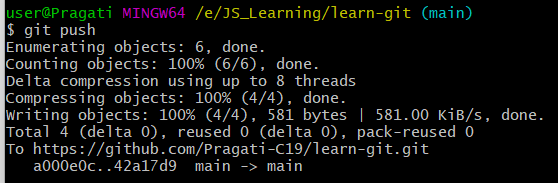 user@Pragati MINGW64 /e/JS_Learning/learn-git (main)
$ git push
Enumerating objects: 6, done.
Counting objects: 100% (6/6), done.
Delta compression using up to 8 threads
Compressing objects: 100% (4/4), done.
Writing objects: 100% (4/4), 581 bytes | 581.00 KiB/s, done.
Total 4 (delta 0), reused 0 (delta 0), pack-reused 0
To https://github.com/Pragati-C19/learn-git.git
   a000e0c..42a17d9  main -> main